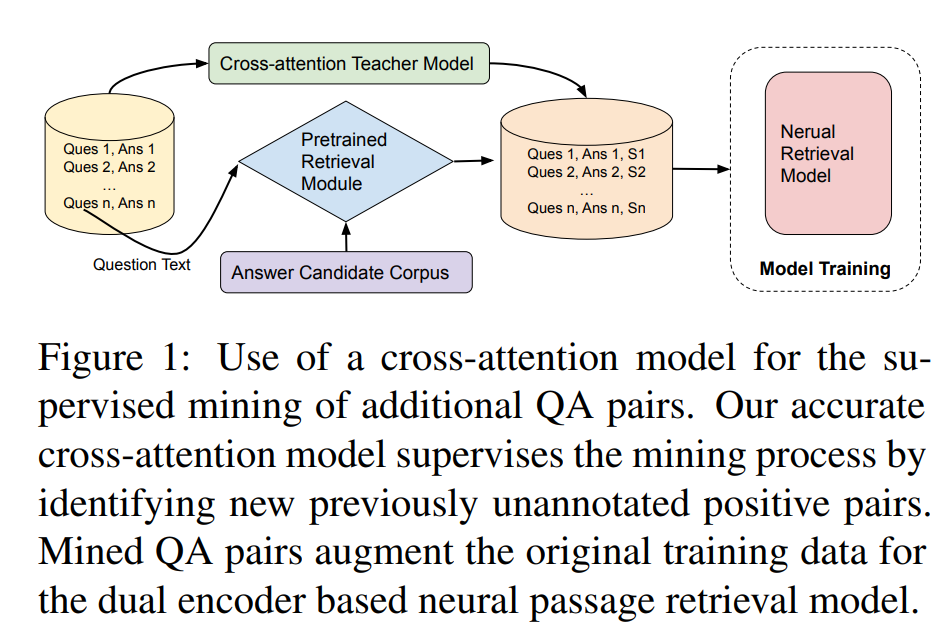 Cross-attention Teacher Model
Ques 1, Ans 1
Ques 2, Ans 2
...
Ques n, Ans n
Question Text
Pretrained
Retrieval
Module
Answer Candidate Corpus
Ques 1, Ans 1, S1
Ques 2, Ans 2, S2
...
Ques n, Ans n, Sn
Nerual
Retrieval
Model
Model Training
Figure 1: Use of a cross-attention model for the su-
pervised mining of additional QA pairs. Our accurate
cross-attention model supervises the mining process by
identifying new previously unannotated positive pairs.
Mined QA pairs augment the original training data for
the dual encoder based neural passage retrieval model.